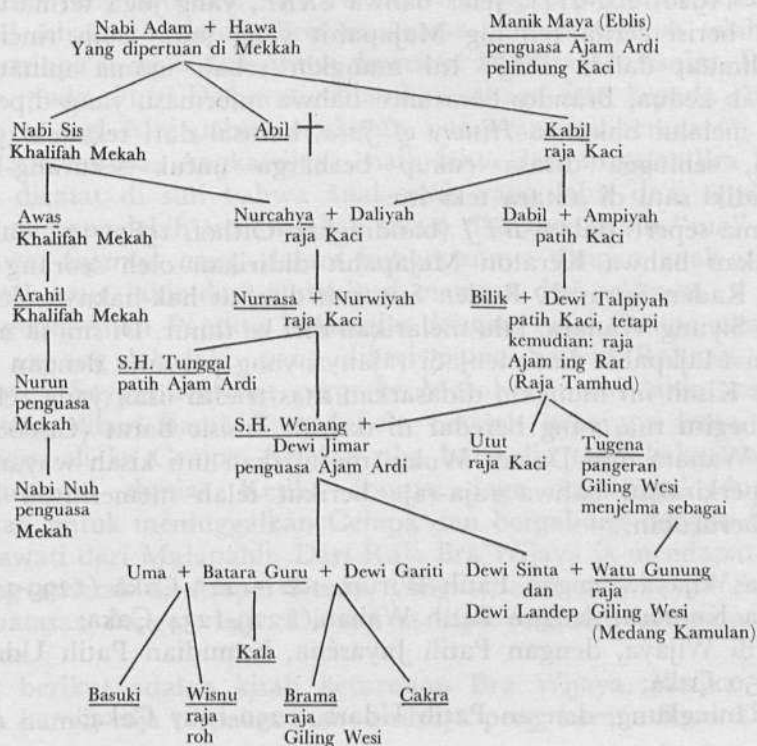 Nabi Adam + Hawa
Yang dipertuan di Mekkah
Manik Maya (Eblis)
penguasa Ajam Ardi
pelindung Kaci
Nabi Sis
Khalifah Mekah
Abil
Kabil
raja Kaci
Awas
Khalifah Mekah
Nurcahya + Daliyah
raja Kaci
Dabil + Ampiyah
patih Kaci
Arahil
Khalifah Mekah
Nurrasa + Nurwiyah
raja Kaci
Bilik + Dewi Talpiyah
patih Kaci, tetapi
kemudian: raja
Ajamling Rat
(Raja Tamhud)
S.H. Tunggal
patih Ajam Ardi
Nurun
penguasa
Mekah
S.H. Wenang +
Dewi Jima
penguasa Ajam Ardi
Utut
raja Kaci
Tugena
pangeran
Giling Wesi
menjelma sebagai
Nabi Nuh
penguasa
Mekah
Uma + Batara Guru + Dewi Gariti
Dewi Sinta + Watu Gunung
dan raja
Dewi Landep Giling Wesi
(Medang Kamulan)
Kala
Basuki
Wisnu
raja
roh
Brama
raja
Giling Wesi
Cakra